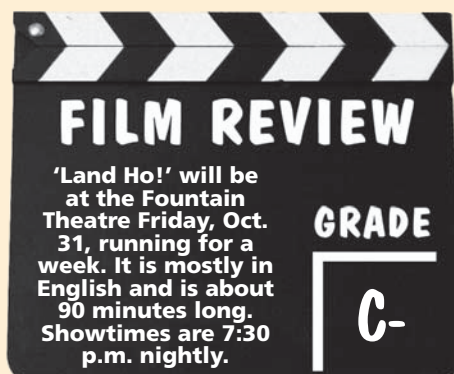 FILM REVIEW
'Land Ho!' will be
at the Fountain
Theatre Friday, Oct.
31, running for a
week. It is mostly in
English and is about
90 minutes long.
Showtimes are 7:30
p.m. nightly.
GRADE
C-